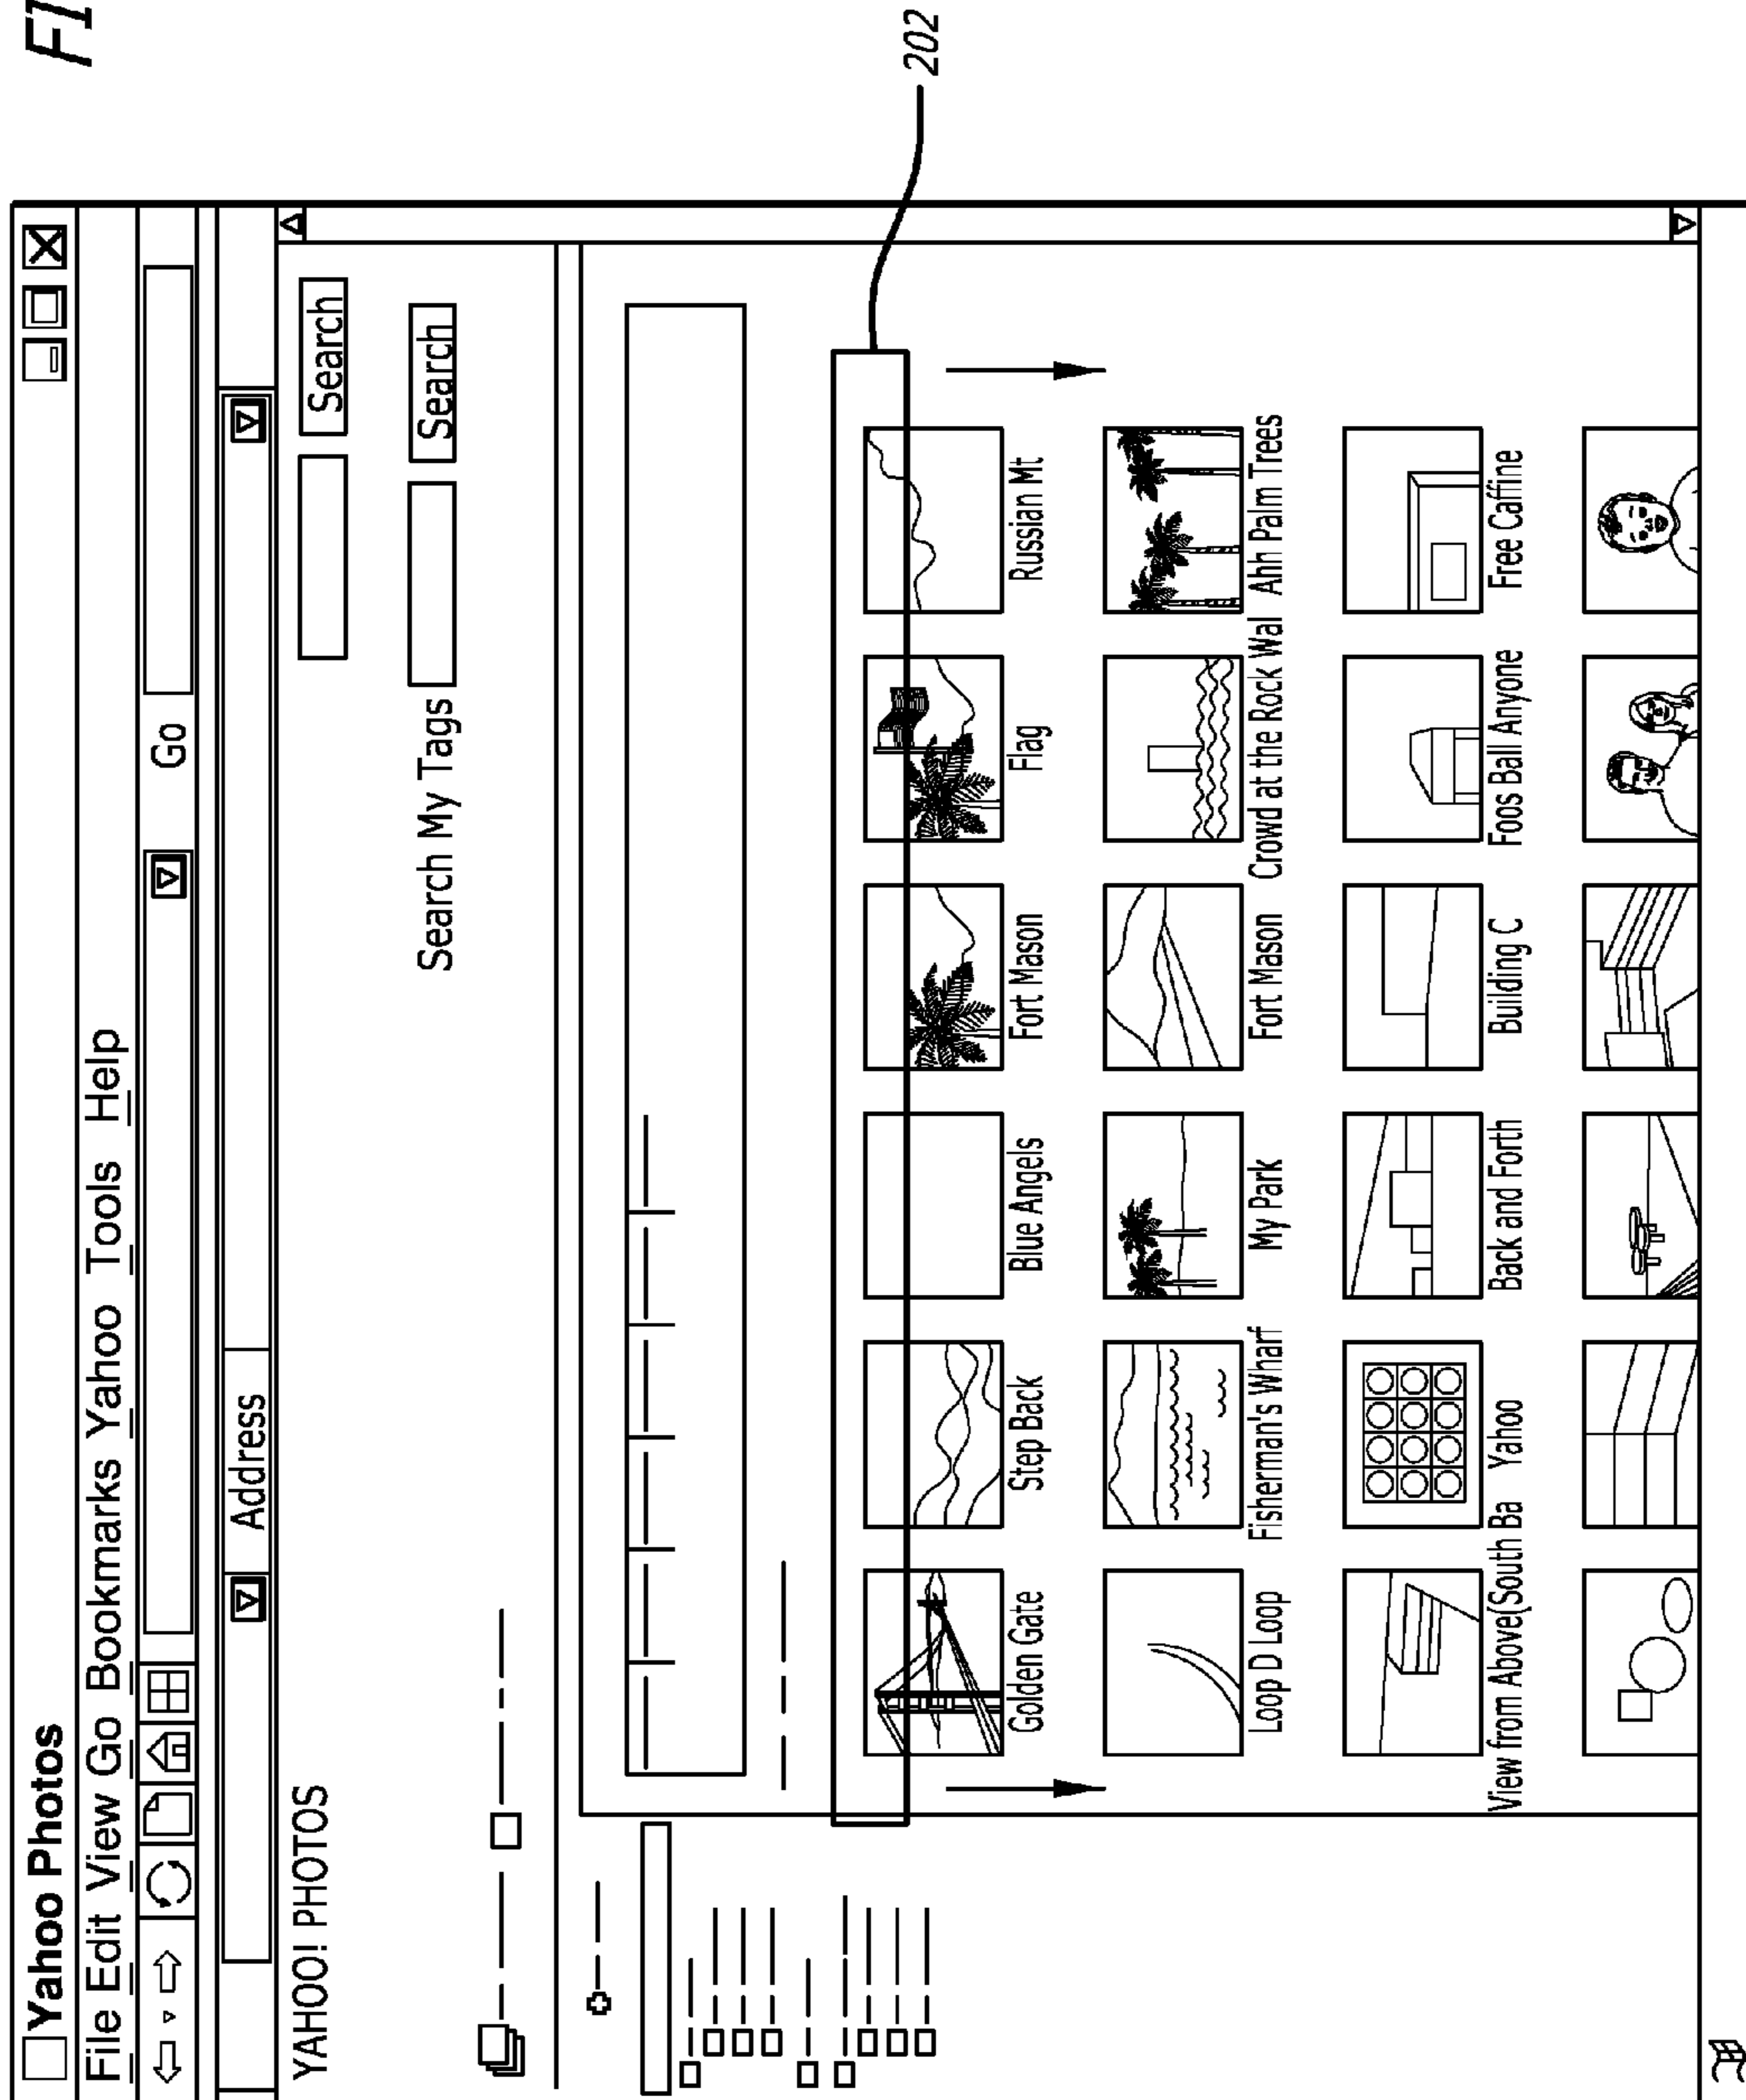 FI
Yahoo Photos
File Edit View Go Bookmarks Yahoo Tools Help
Go
Address
YAHOO! PHOTOS
Search
Search My Tags
Search
202
Golden Gate
Step Back
Blue Angels
Fort Mason
Flag
Russian Mt
Loop D Loop
Fisherman's Wharf
My Park
Fort Mason
Crowd at the Rock Wal
Ahh Palm Trees
View from Above(South Ba
Yahoo
Back and Forth
Building C
Foos Ball Anyone
Free Caffine